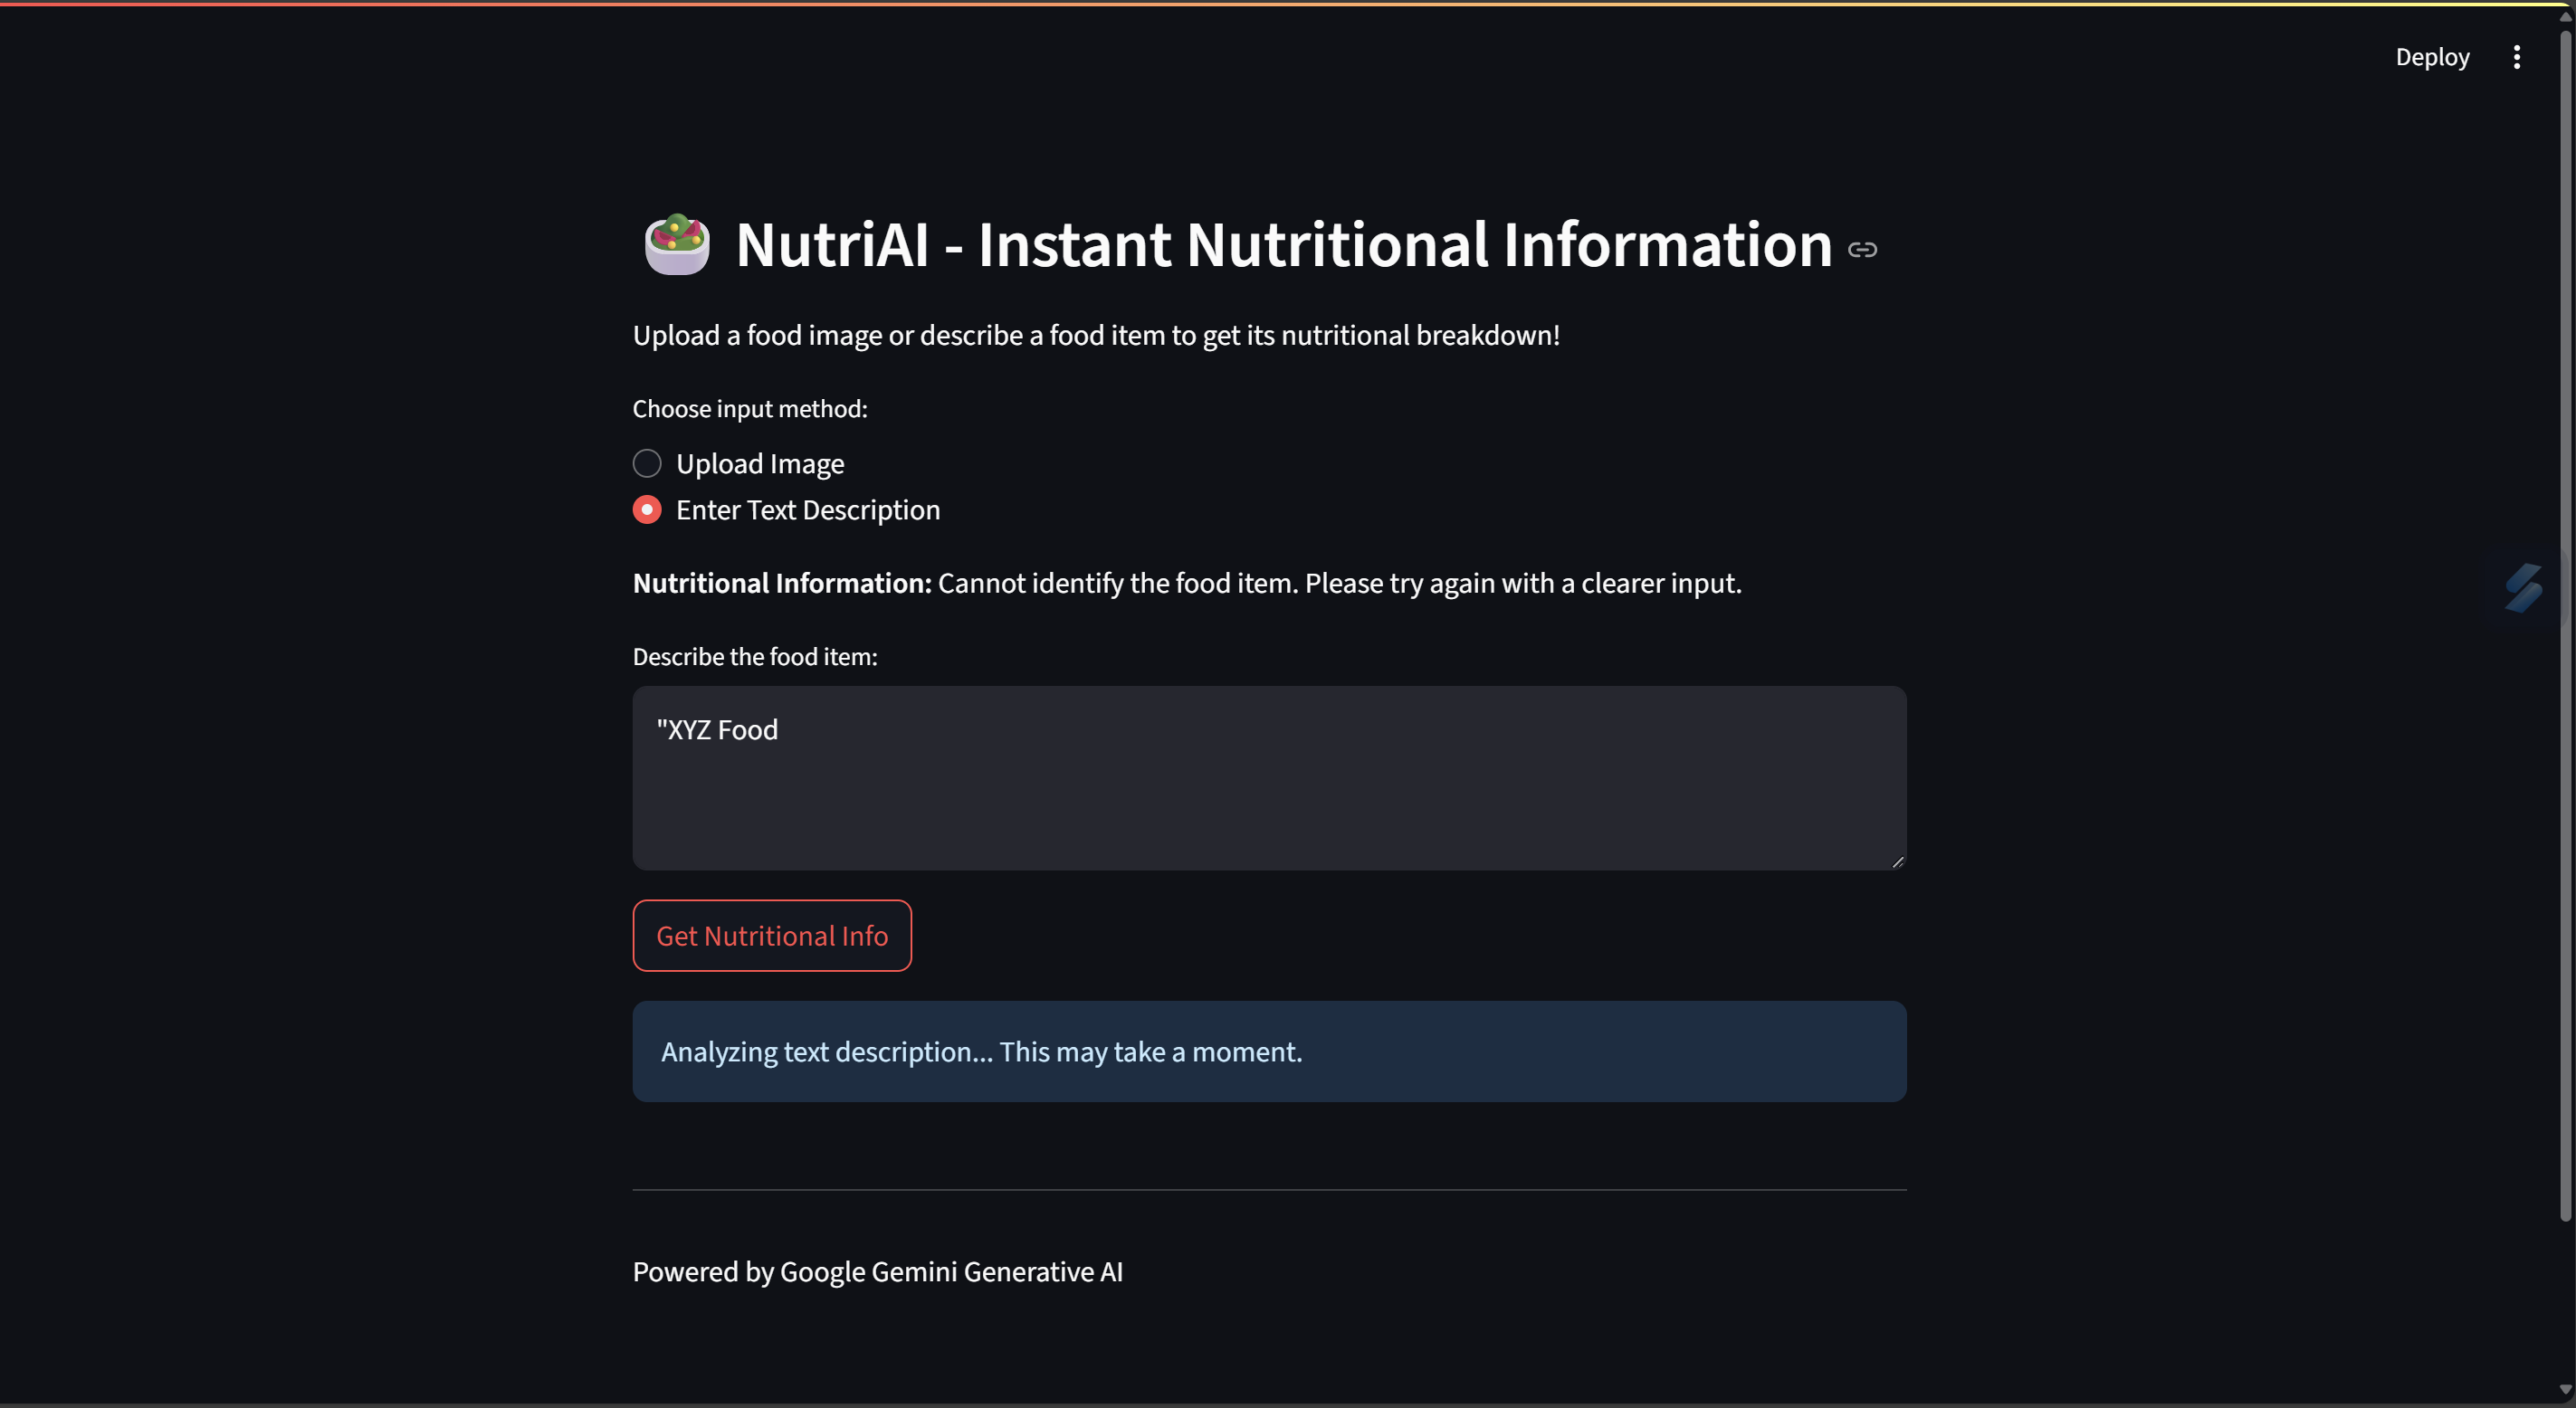 Deploy
NutriAI - Instant Nutritional Information
Upload a food image or describe a food item to get its nutritional breakdown!
Choose input method:
Upload Image
Enter Text Description
Nutritional Information: Cannot identify the food item. Please try again with a clearer input.
Describe the food item:
"XYZ Food
Get Nutritional Info
Analyzing text description... This may take a moment.
Powered by Google Gemini Generative AI